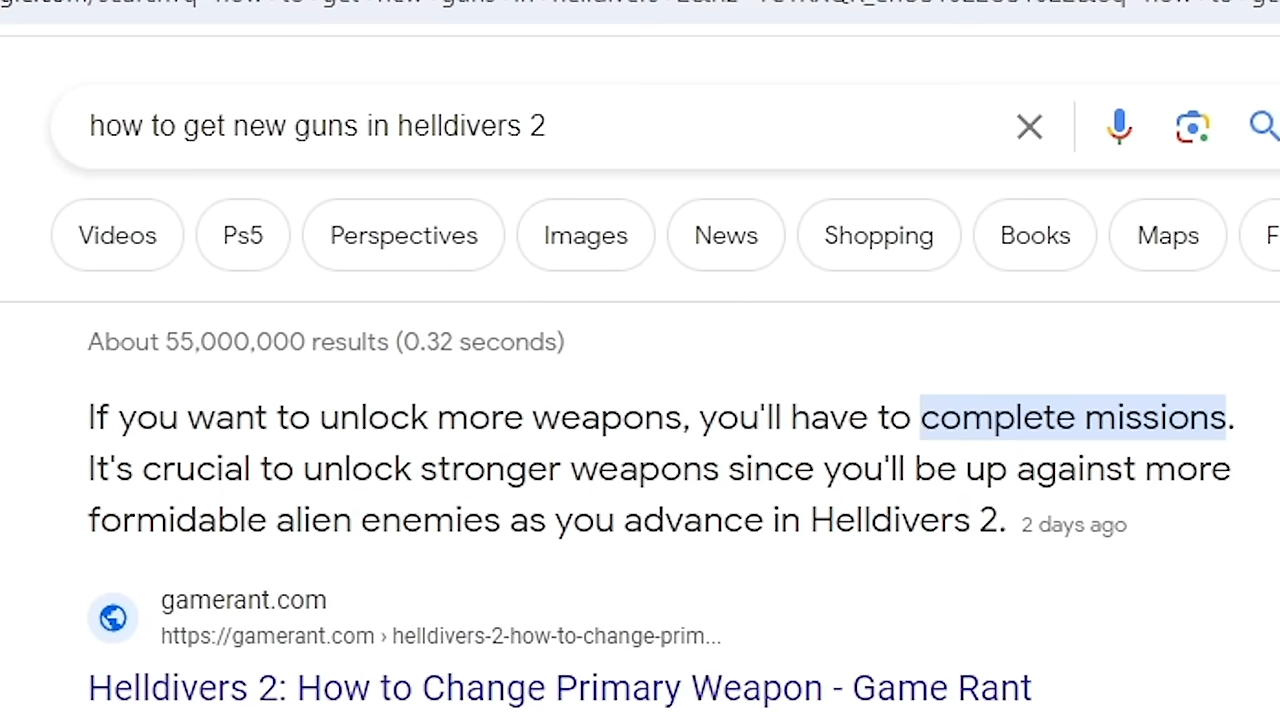 how to get new guns in helldivers 2
Videos Ps5 Perspectives Images News Shopping Books Maps F
About 55,000,000 results (0.32 seconds)
If you want to unlock more weapons, you'll have to complete missions.
It's crucial to unlock stronger weapons since you'll be up against more
formidable alien enemies as you advance in Helldivers 2. 2 days ago
gamerant.com
https://gamerant.com › helldivers-2-how-to-change-prim...
Helldivers 2: How to Change Primary Weapon - Game Rant